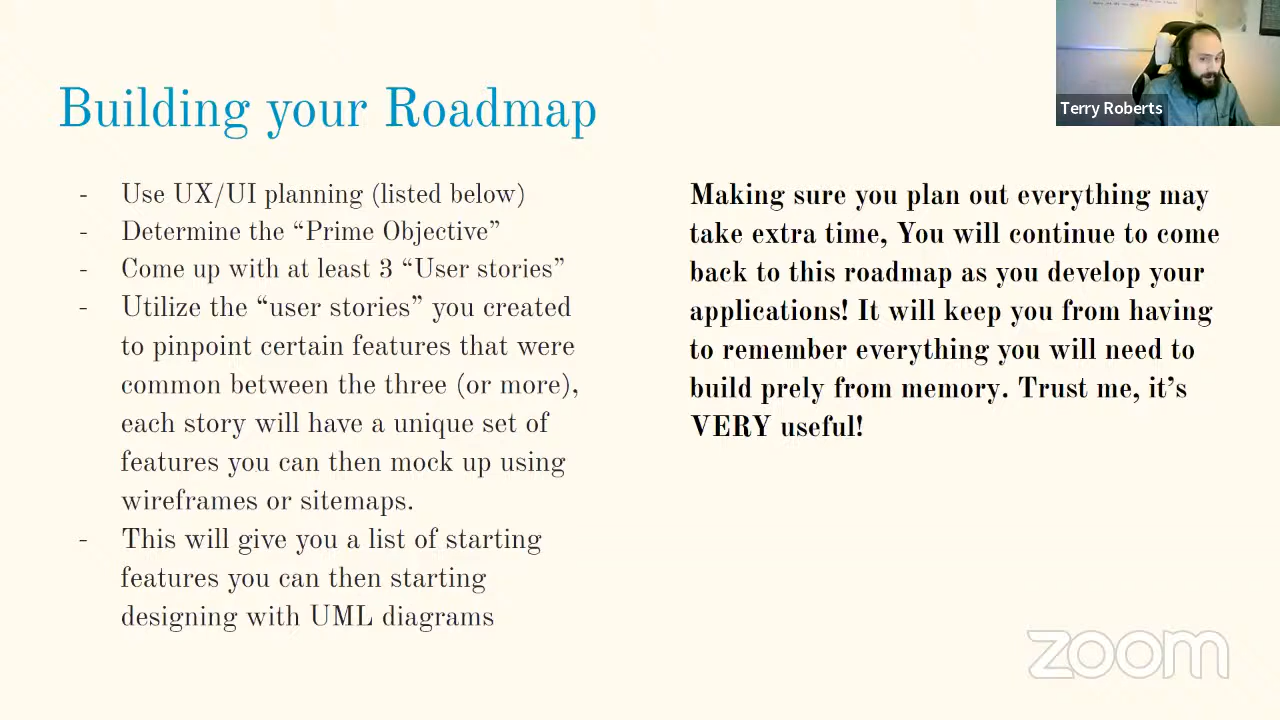 Building your Roadmap
- Use UX/UI planning (listed below)
- Determine the “Prime Objective”
- Come up with at least 3 “User stories”
- Utilize the “user stories” you created
to pinpoint certain features that were
common between the three (or more),
each story will have a unique set of
features you can then mock up using
wireframes or sitemaps.
- This will give you a list of starting
features you can then starting
designing with UML diagrams
Making sure you plan out everything may
take extra time, You will continue to come
back to this roadmap as you develop your
applications! It will keep you from having
to remember everything you will need to
build prely from memory. Trust me, it’s
VERY useful!
Terry Roberts
zoom